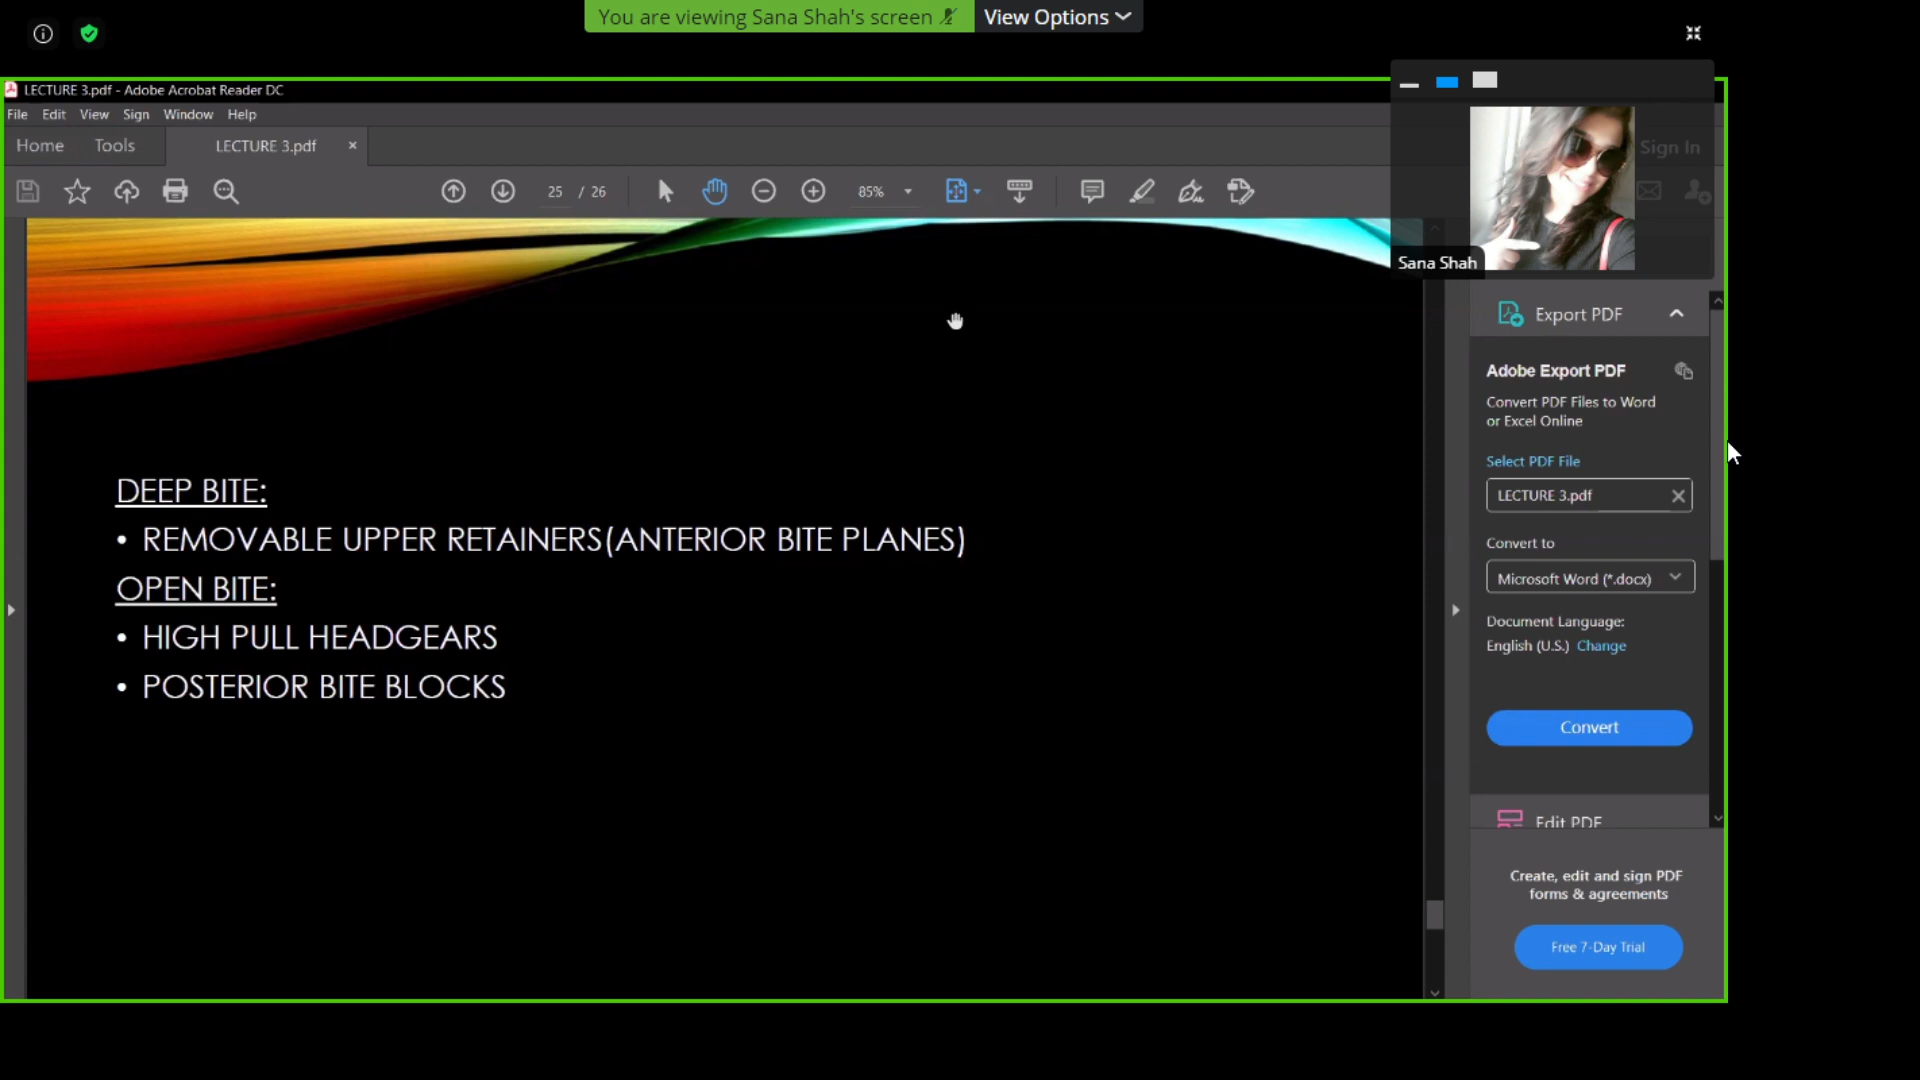 You are viewing Sana Shah's screen
View Options
LECTURE 3.pdf - Adobe Acrobat Reader DC
File Edit View Sign Window Help
Home Tools LECTURE 3.pdf ×
Sign In
25 / 26
85%
Sana Shah
DEEP BITE:
• REMOVABLE UPPER RETAINERS(ANTERIOR BITE PLANES)
OPEN BITE:
• HIGH PULL HEADGEARS
• POSTERIOR BITE BLOCKS
Export PDF
Adobe Export PDF
Convert PDF Files to Word
or Excel Online
Select PDF File
LECTURE 3.pdf
Convert to
Microsoft Word (*.docx)
Document Language:
English (U.S.) Change
Convert
Edit PDF
Create, edit and sign PDF
forms & agreements
Free 7-Day Trial